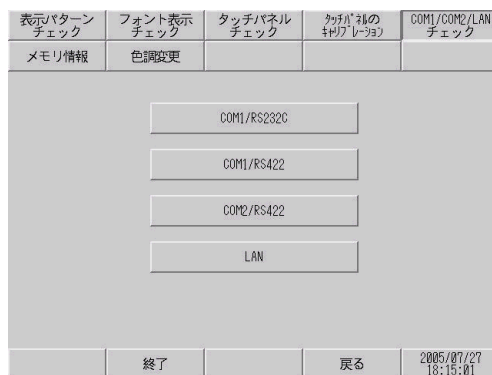 表示パターン
チェック
フォント表示
チェック
タッチパネル
チェック
ﾀｯﾁﾊﾟﾈﾙの
ｷｬﾘﾌﾞﾚｰｼｮﾝ
COM1/COM2/LAN
チェック
メモリ情報
色調変更
COM1/RS232C
COM1/RS422
COM2/RS422
LAN
終了
戻る
2005/07/27
18:15:01